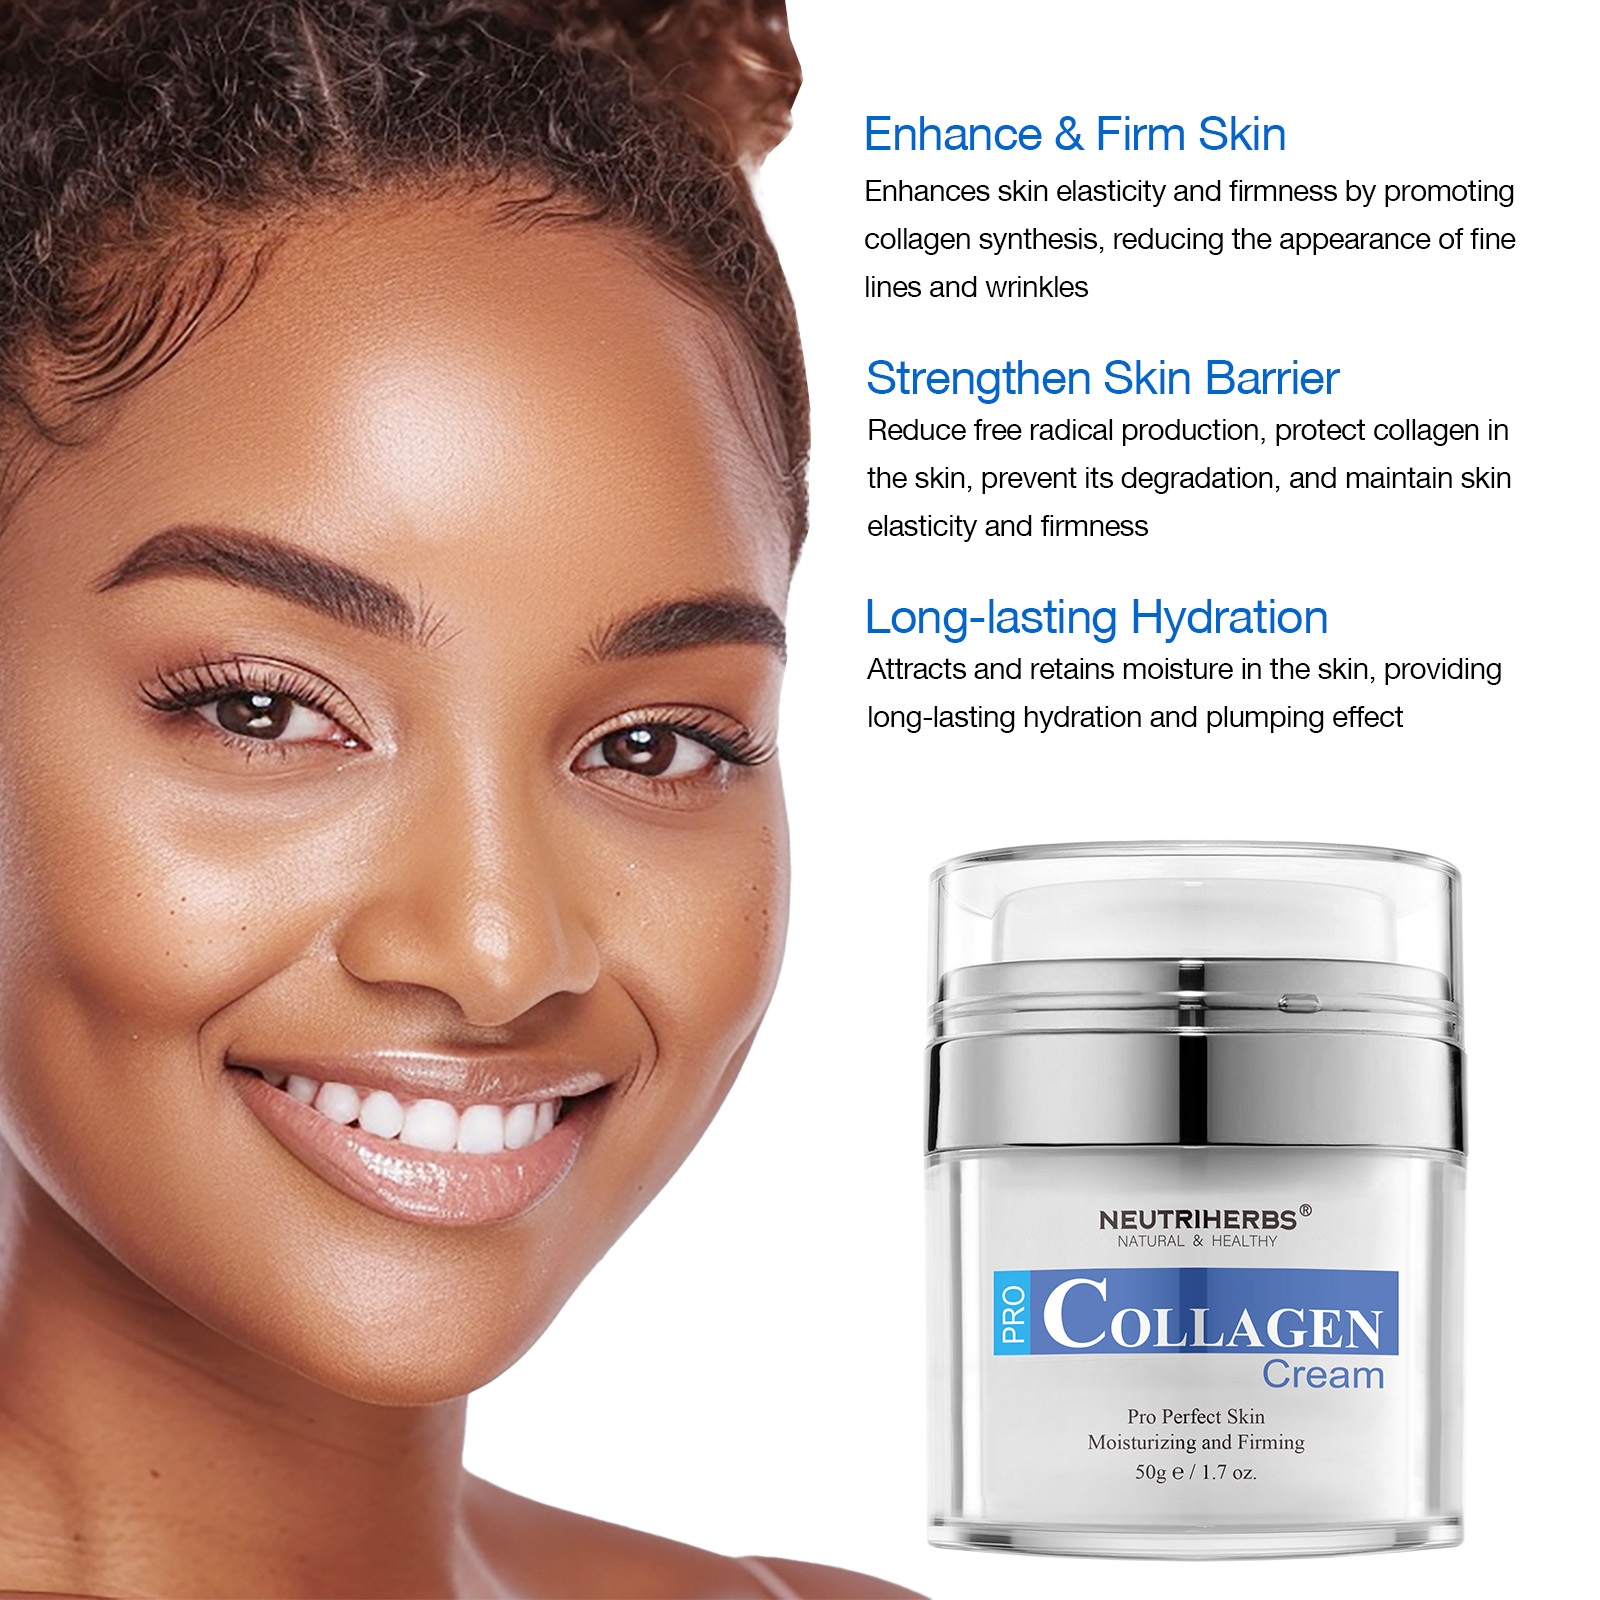 Enhance & Firm Skin
Enhances skin elasticity and firmness by promoting
collagen synthesis, reducing the appearance of fine
lines and wrinkles
Strengthen Skin Barrier
Reduce free radical production, protect collagen in
the skin, prevent its degradation, and maintain skin
elasticity and firmness
Long-lasting Hydration
Attracts and retains moisture in the skin, providing
long-lasting hydration and plumping effect
NEUTRIHERBS®
NATURAL & HEALTHY
PRO COLLAGEN
Cream
Pro Perfect Skin
Moisturizing and Firming
50g ℮ / 1.7 oz.